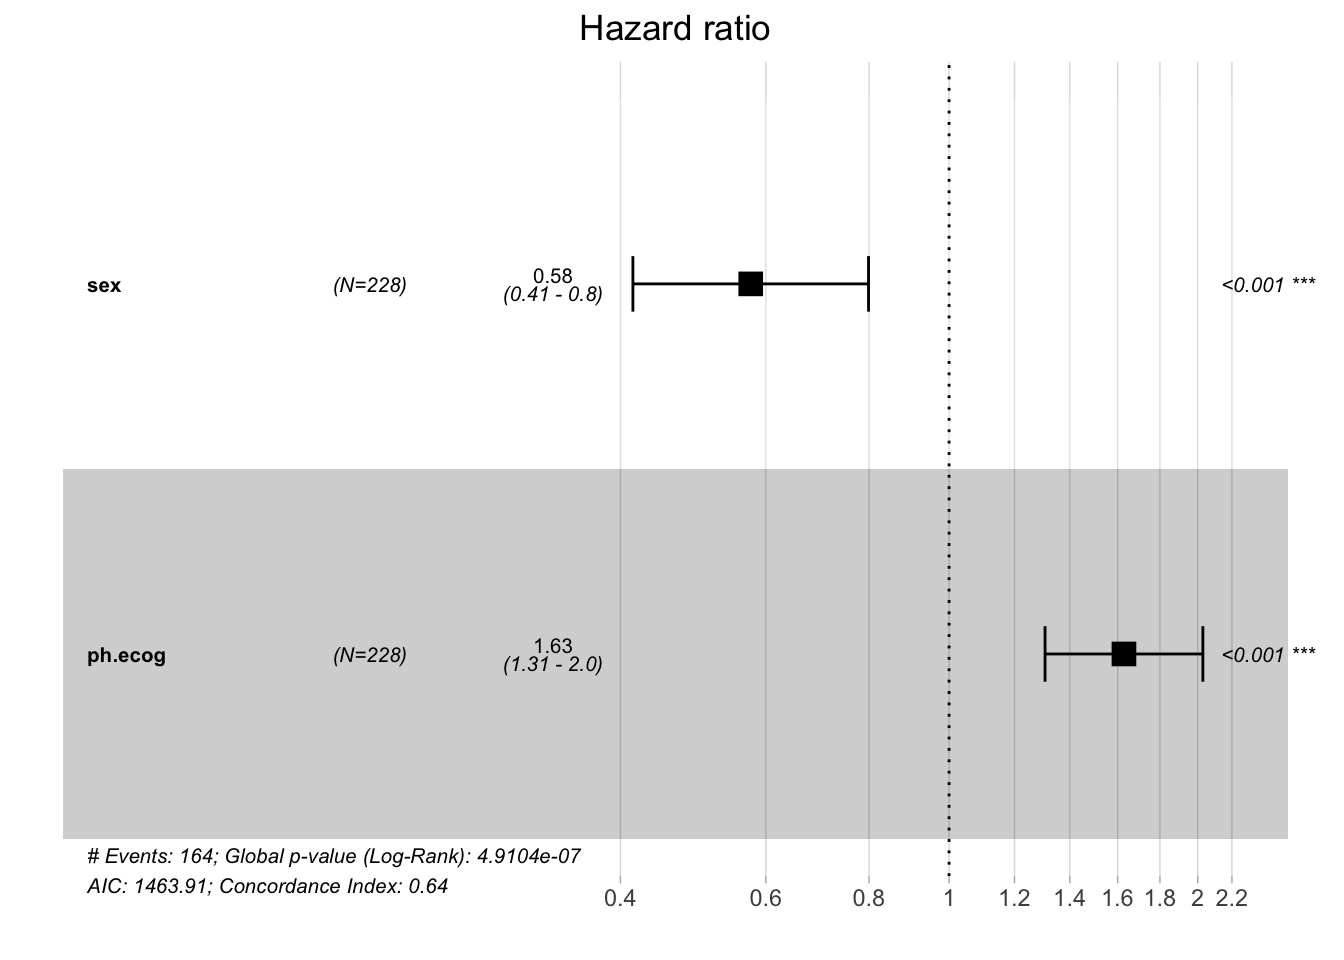 Hazard ratio
sex (N=228) 0.58 <0.001 ***
(0.41 - 0.8)
ph.ecog (N=228) 1.63 <0.001 ***
(1.31 - 2.0)
# Events: 164; Global p-value (Log-Rank): 4.9104e-07
AIC: 1463.91; Concordance Index: 0.64
0.4 0.6 0.8 1 1.2 1.4 1.6 1.8 2 2.2